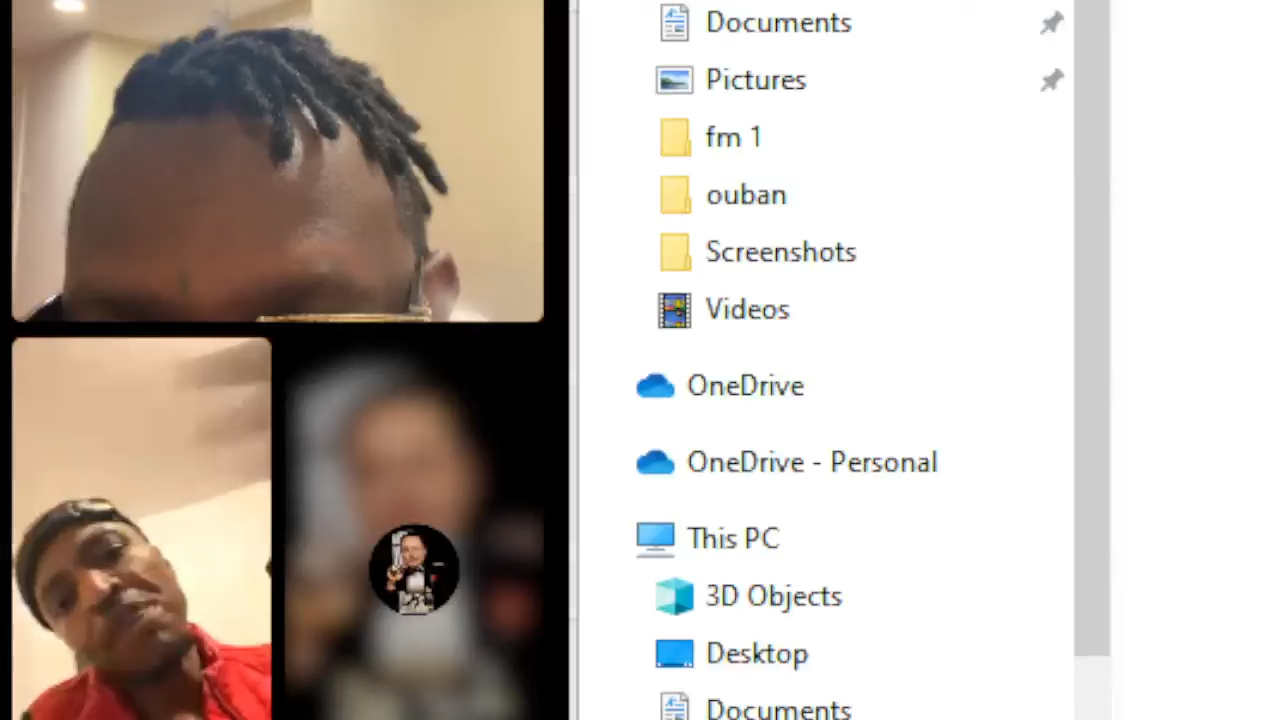 Documents
Pictures
fm 1
ouban
Screenshots
Videos
OneDrive
OneDrive - Personal
This PC
3D Objects
Desktop
Documents